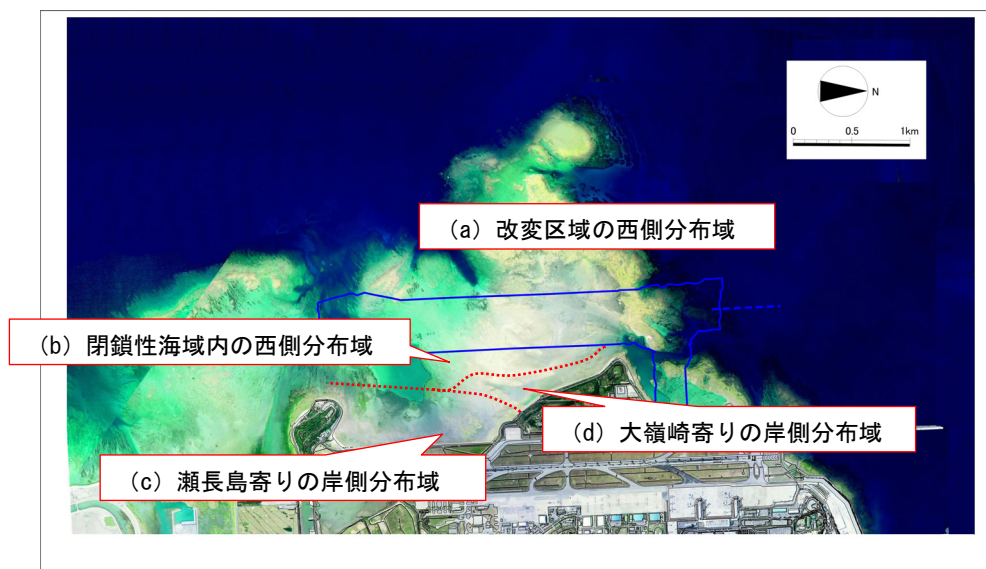 N
0 0.5 1km
(a) 改変区域の西側分布域
(b) 閉鎖性海域内の西側分布域
(d) 大嶺崎寄りの岸側分布域
(c) 瀬長島寄りの岸側分布域